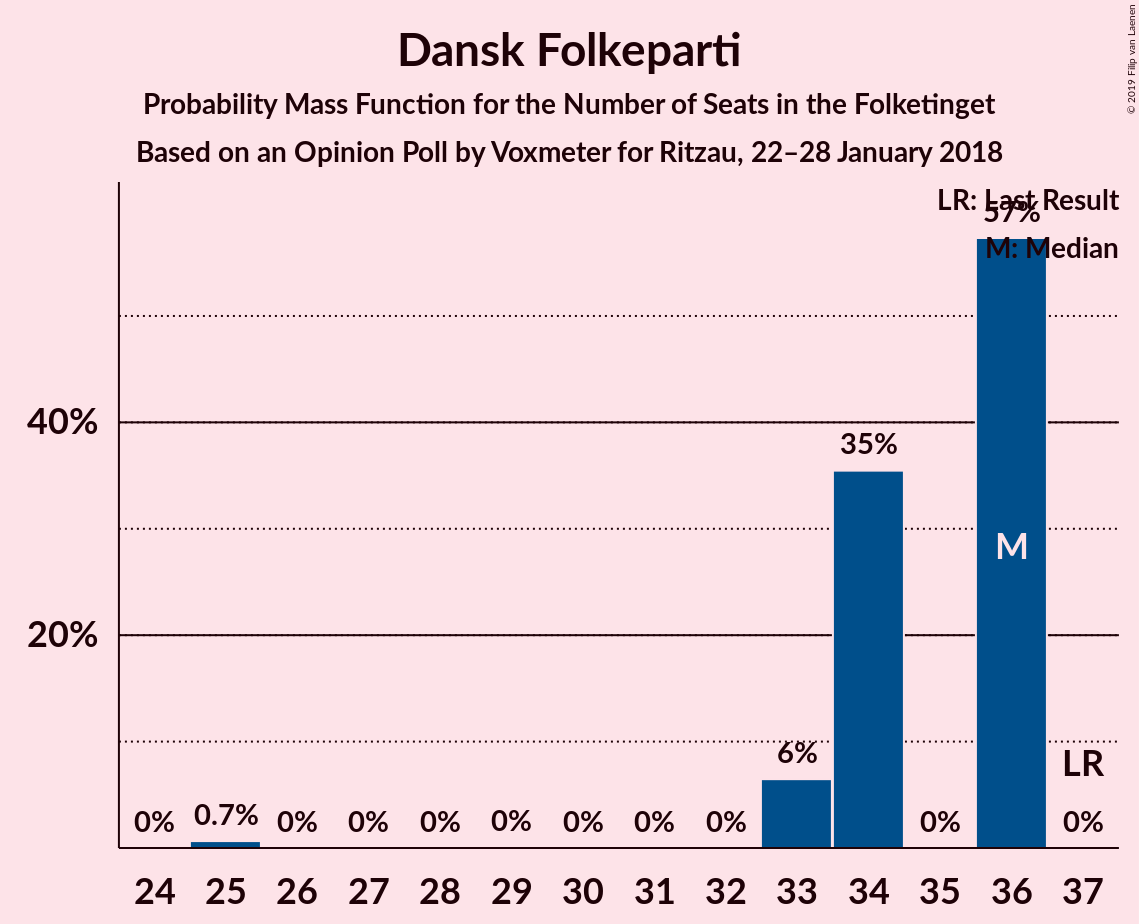 Dansk Folkeparti
Probability Mass Function for the Number of Seats in the Folketinget
Based on an Opinion Poll by Voxmeter for Ritzau, 22–28 January 2018
© 2019 Filip van Laenen
LR: Last Result
57%
M: Median
40%
35%
M
20%
6%
LR
0% 0.7% 0% 0% 0% 0% 0% 0% 0% 0% 0%
24 25 26 27 28 29 30 31 32 33 34 35 36 37